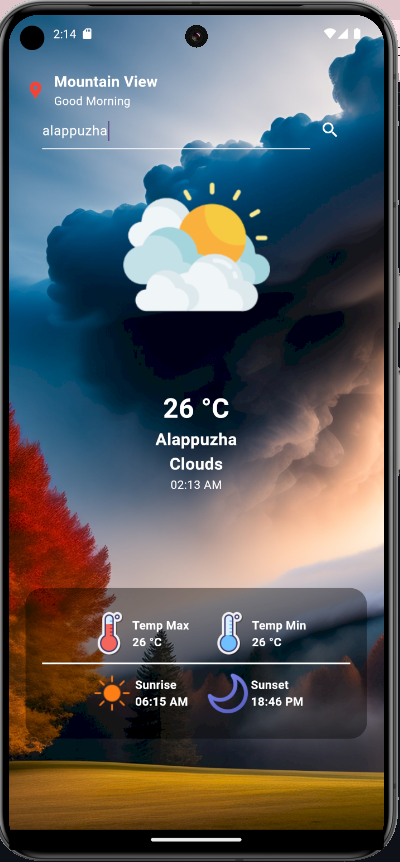 2:14
Mountain View
Good Morning
alappuzha
26 °C
Alappuzha
Clouds
02:13 AM
Temp Max
26 °C
Temp Min
26 °C
Sunrise
06:15 AM
Sunset
18:46 PM